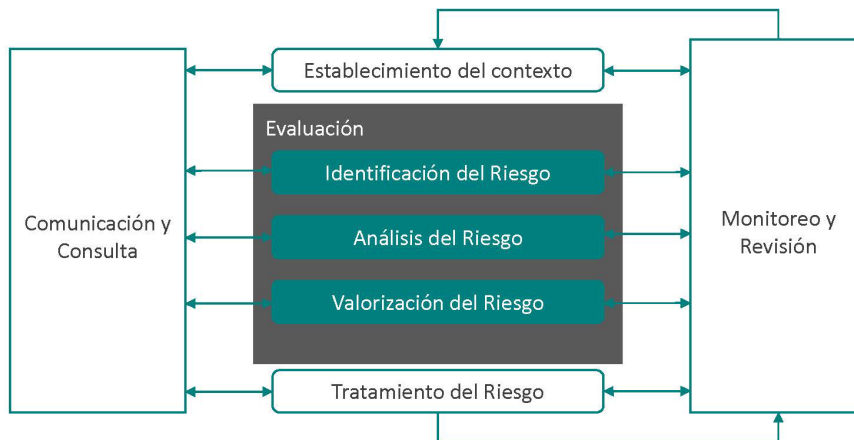 Establecimiento del contexto
Evaluación
Identificación del Riesgo
Análisis del Riesgo
Valorización del Riesgo
Tratamiento del Riesgo
Comunicación y
Consulta
Monitoreo y
Revisión